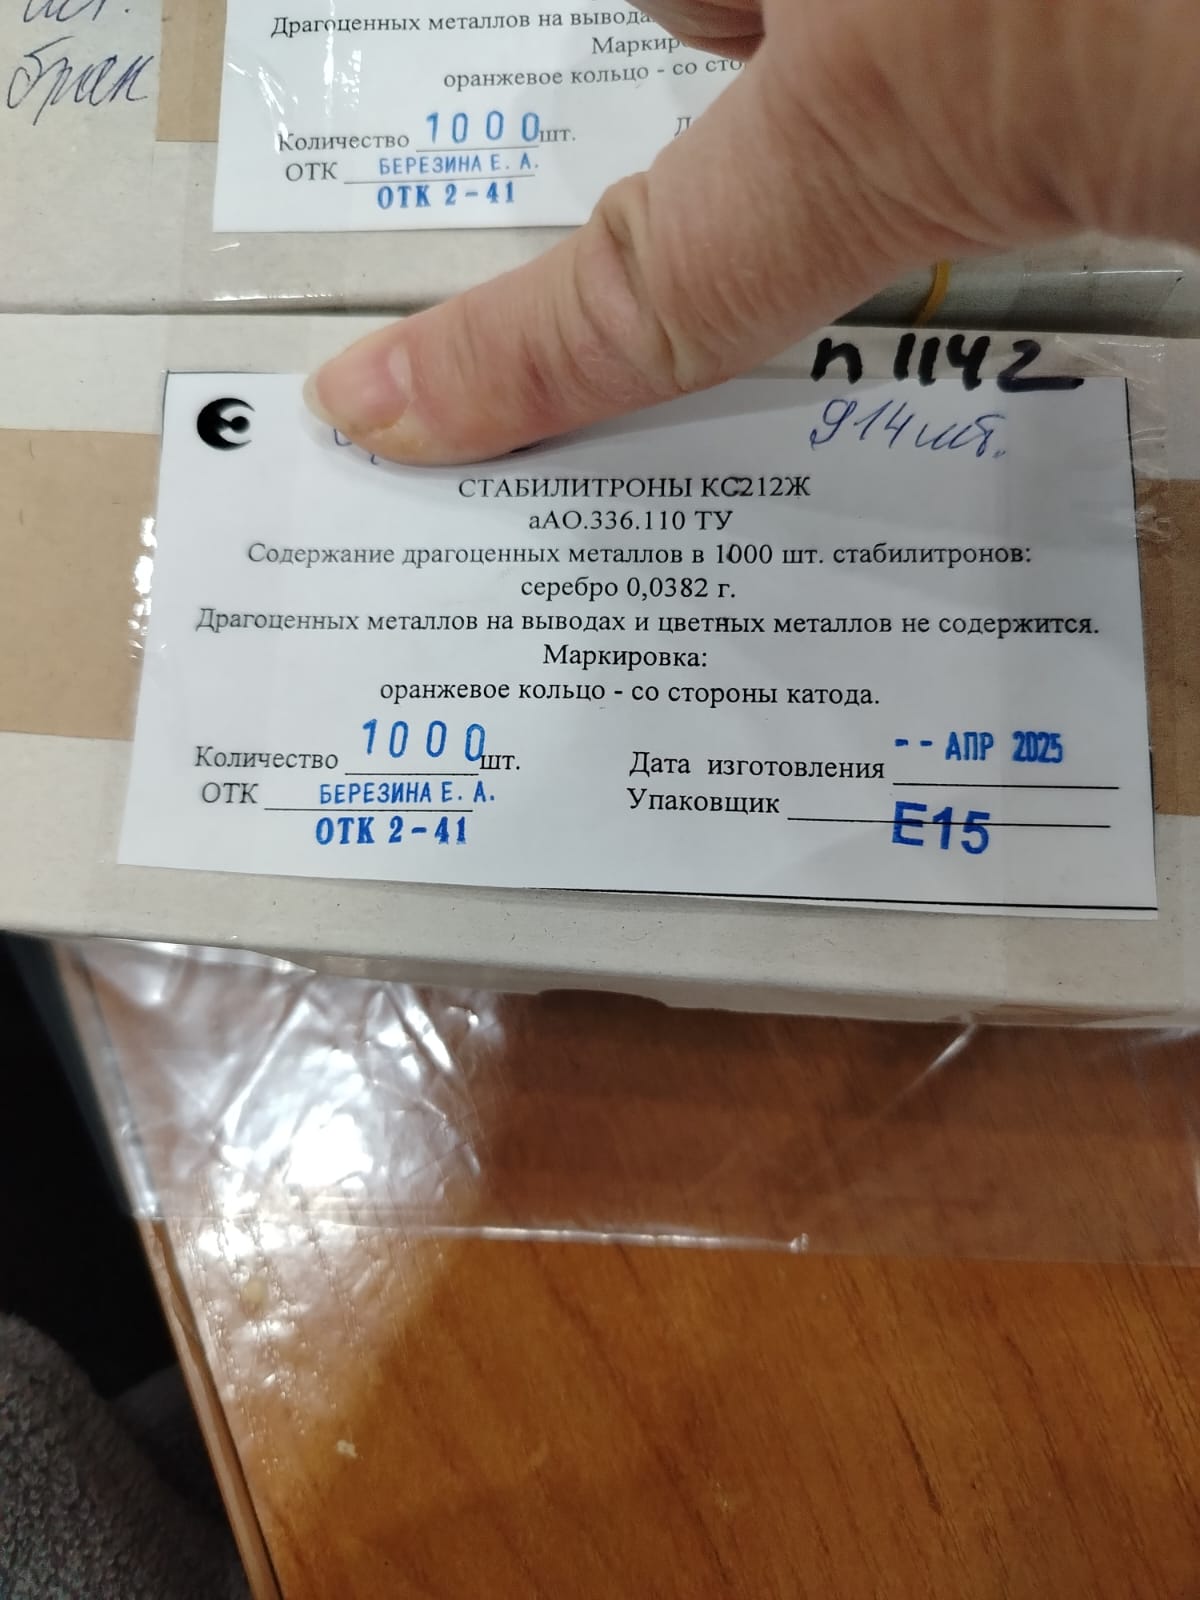 брак
Драгоценных металлов на вывода
Маркир
оранжевое кольцо - со сто
Количество 1000 шт.
ОТК БЕРЕЗИНА Е. А.
ОТК 2-41
п 1142
914 шт.
СТАБИЛИТРОНЫ КС212Ж
аАО.336.110 ТУ
Содержание драгоценных металлов в 1000 шт. стабилитронов:
серебро 0,0382 г.
Драгоценных металлов на выводах и цветных металлов не содержится.
Маркировка:
оранжевое кольцо - со стороны катода.
Количество 1000 шт.
Дата изготовления -- АПР 2025
ОТК БЕРЕЗИНА Е. А.
Упаковщик Е15
ОТК 2-41